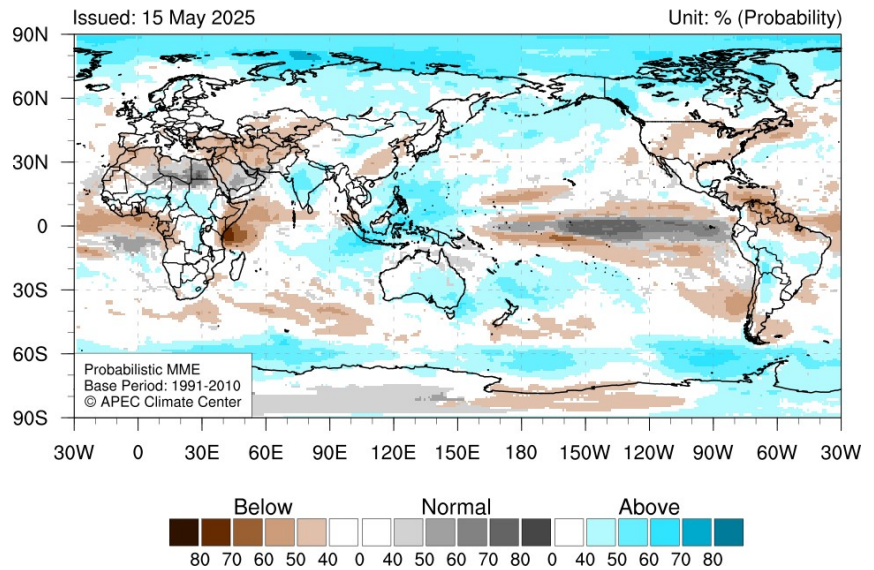 Issued: 15 May 2025 Unit: % (Probability)
90N
60N
30N
0
30S
60S
90S
Probabilistic MME
Base Period: 1991-2010
© APEC Climate Center
30W 0 30E 60E 90E 120E 150E 180 150W 120W 90W 60W 30W
Below Normal Above
80 70 60 50 40 0 40 50 60 70 80 0 40 50 60 70 80